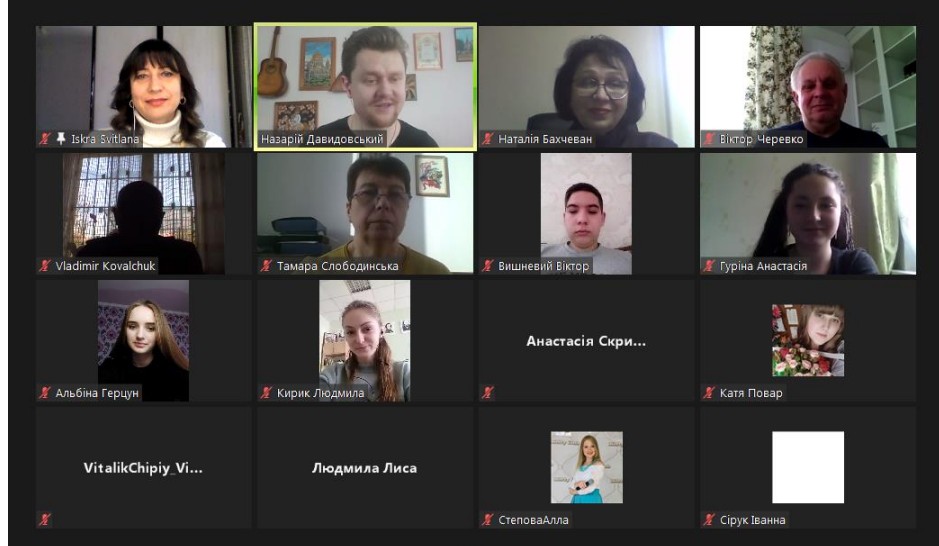 Iskra Svitlana
Назарій Давидовський
Наталія Бахчеван
Віктор Черевко
Vladimir Kovalchuk
Тамара Слободинська
Вишневий Віктор
Гуріна Анастасія
Альбіна Герцун
Кирик Людмила
Анастасія Скри...
Катя Повар
VitalikChipiy_Vi...
Людмила Лиса
СтеповаАлла
Сірук Іванна